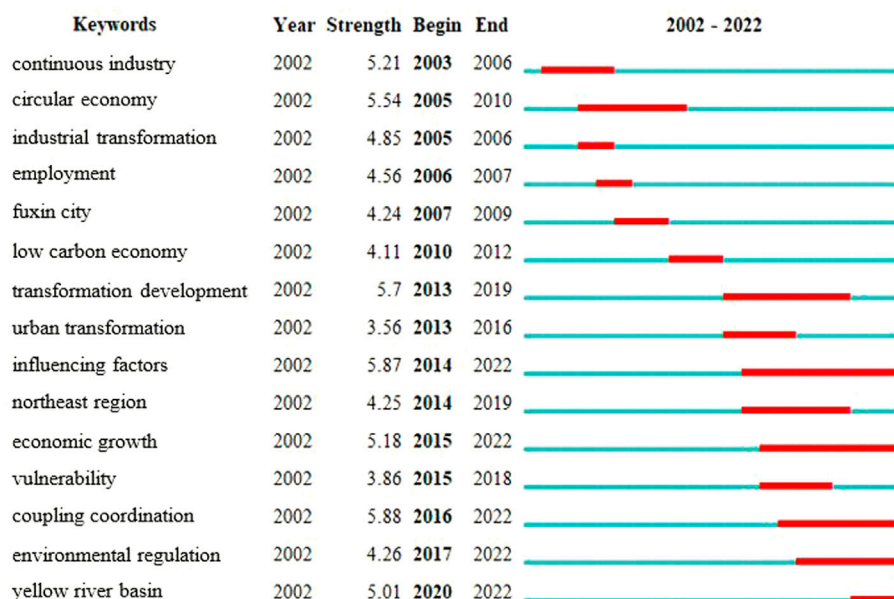 Keywords Year Strength Begin End 2002 - 2022
continuous industry 2002 5.21 2003 2006
circular economy 2002 5.54 2005 2010
industrial transformation 2002 4.85 2005 2006
employment 2002 4.56 2006 2007
fuxin city 2002 4.24 2007 2009
low carbon economy 2002 4.11 2010 2012
transformation development 2002 5.7 2013 2019
urban transformation 2002 3.56 2013 2016
influencing factors 2002 5.87 2014 2022
northeast region 2002 4.25 2014 2019
economic growth 2002 5.18 2015 2022
vulnerability 2002 3.86 2015 2018
coupling coordination 2002 5.88 2016 2022
environmental regulation 2002 4.26 2017 2022
yellow river basin 2002 5.01 2020 2022